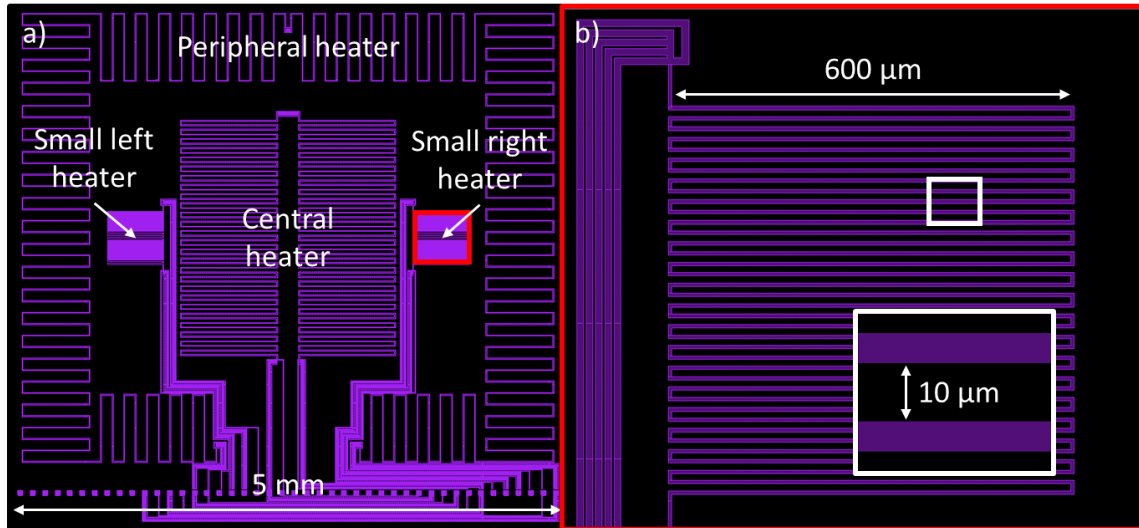 a)
Peripheral heater
Small left
heater
Small right
heater
Central
heater
5 mm
b)
600 µm
10 µm